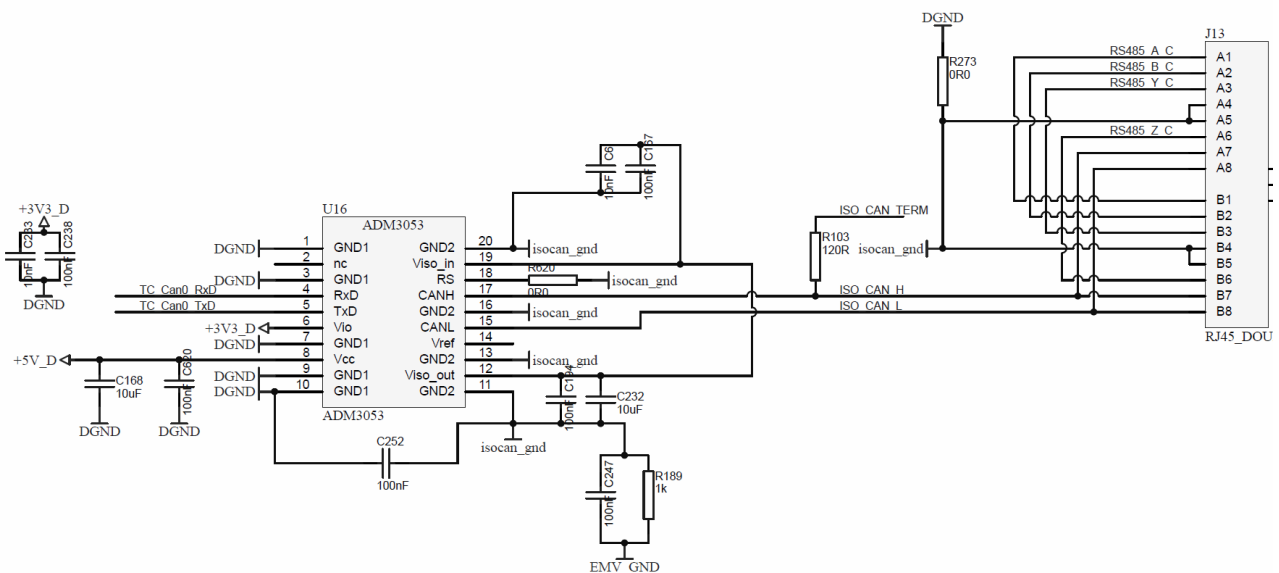 DGND
J13
R273
0R0
RS485_A_C
RS485_B_C
RS485_Y_C
RS485_Z_C
A1
A2
A3
A4
A5
A6
A7
A8
B1
B2
B3
B4
B5
B6
B7
B8
RJ45_DOU
C6
10nF
C167
100nF
ISO_CAN_TERM
R103
120R
isocan_gnd
+3V3_D
C233
10nF
C238
100nF
DGND
U16
ADM3053
DGND 1 GND1
2 nc
DGND 3 GND1
TC_Can0_RxD 4 RxD
TC_Can0_TxD 5 TxD
+3V3_D 6 Vio
DGND 7 GND1
+5V_D 8 Vcc
DGND 9 GND1
DGND 10 GND1
GND2 20 isocan_gnd
Viso_in 19
RS 18 R620 isocan_gnd
0R0
CANH 17 ISO_CAN_H
GND2 16 isocan_gnd
CANL 15 ISO_CAN_L
Vref 14
GND2 13 isocan_gnd
Viso_out 12
GND2 11
ADM3053
C168
10uF
DGND
C620
100nF
DGND
C194
100nF
C232
10uF
isocan_gnd
C252
100nF
C247
100nF
R189
1k
EMV_GND